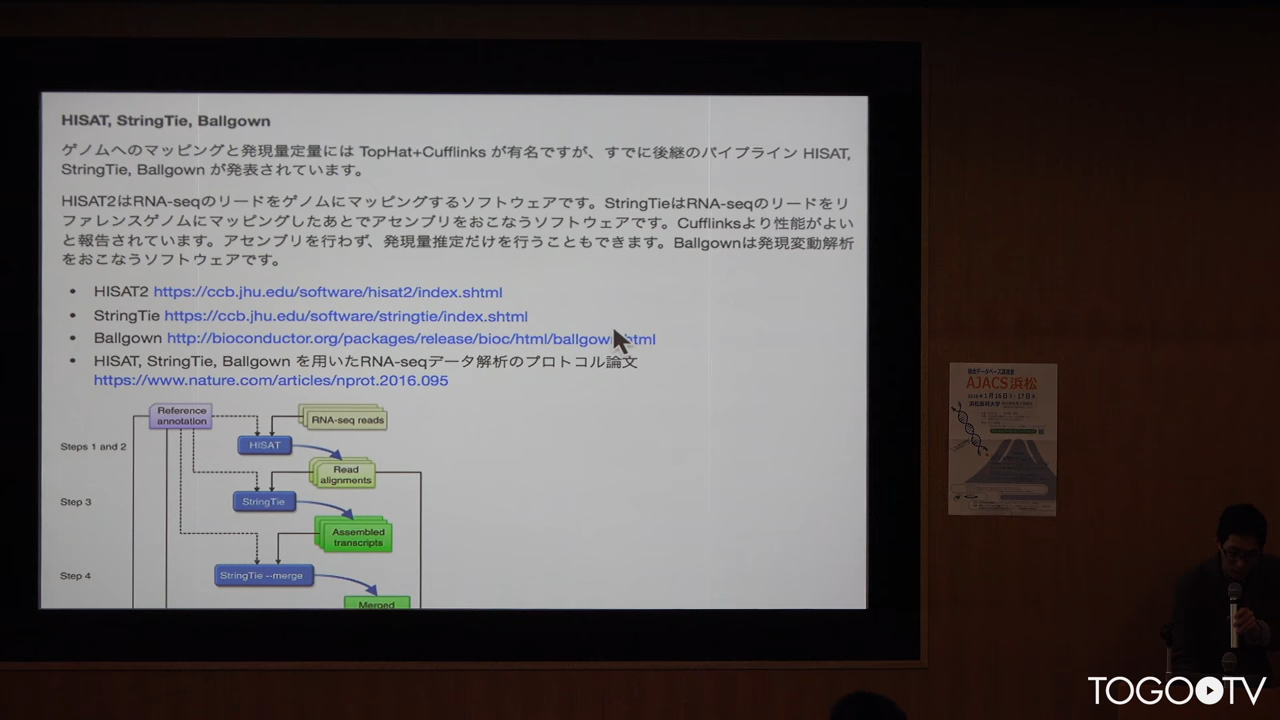 HISAT, StringTie, Ballgown
ゲノムへのマッピングと発現量定量には TopHat+Cufflinks が有名ですが、すでに後継のパイプライン HISAT,
StringTie, Ballgown が発表されています。
HISAT2はRNA-seqのリードをゲノムにマッピングするソフトウェアです。StringTieはRNA-seqのリードをリ
ファレンスゲノムにマッピングしたあとでアセンブリをおこなうソフトウェアです。Cufflinksより性能がよい
と報告されています。アセンブリを行わず、発現量推定だけを行うこともできます。Ballgownは発現変動解析
をおこなうソフトウェアです。
• HISAT2 https://ccb.jhu.edu/software/hisat2/index.shtml
• StringTie https://ccb.jhu.edu/software/stringtie/index.shtml
• Ballgown http://bioconductor.org/packages/release/bioc/html/ballgown.html
• HISAT, StringTie, Ballgown を用いたRNA-seqデータ解析のプロトコル論文
https://www.nature.com/articles/nprot.2016.095
Reference
annotation
RNA-seq reads
Steps 1 and 2
HISAT
Read
alignments
Step 3
StringTie
Assembled
transcripts
Step 4
StringTie --merge
Merged
AJACS浜松
TOGOTV